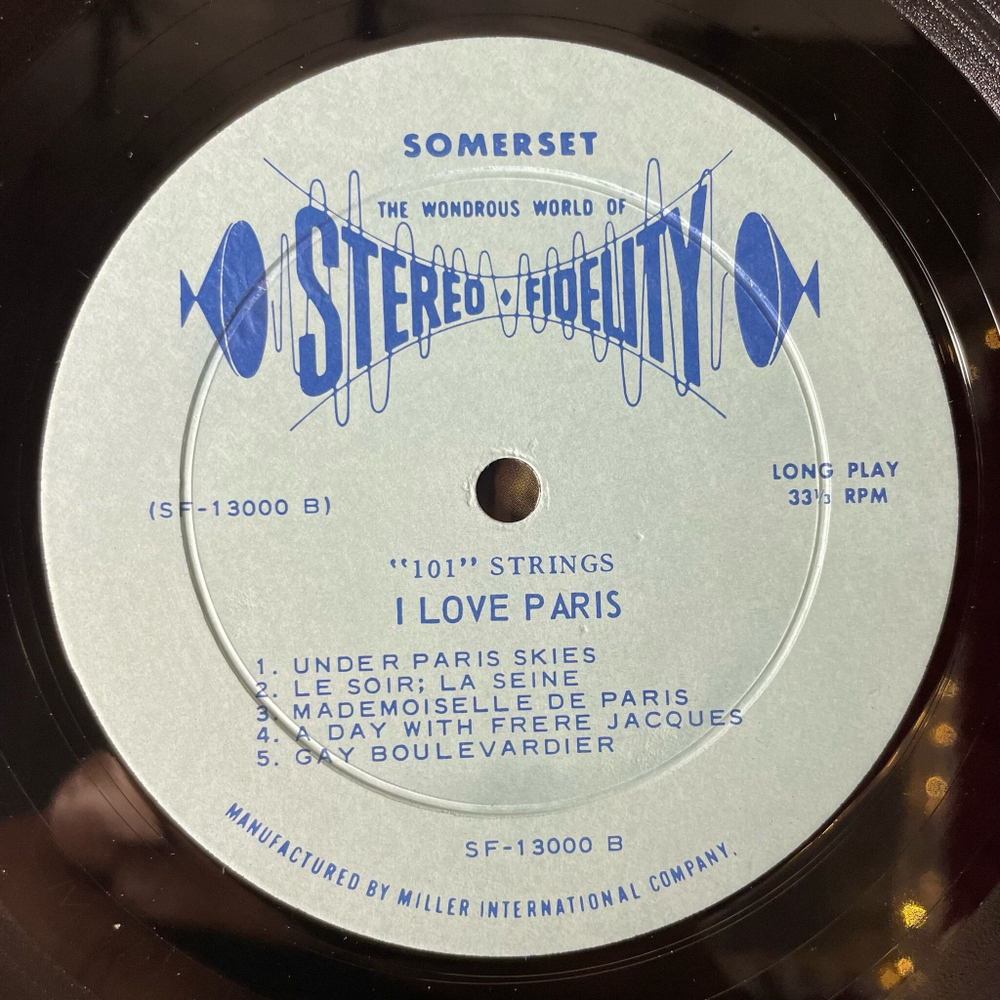 SOMERSET
THE WONDROUS WORLD OF
STEREO · FIDELITY
LONG PLAY
33⅓ RPM
(SF-13000 B)
“101” STRINGS
I LOVE PARIS
1. UNDER PARIS SKIES
2. LE SOIR; LA SEINE
3. MADEMOISELLE DE PARIS
4. A DAY WITH FRERE JACQUES
5. GAY BOULEVARDIER
SF-13000 B
MANUFACTURED BY MILLER INTERNATIONAL COMPANY.